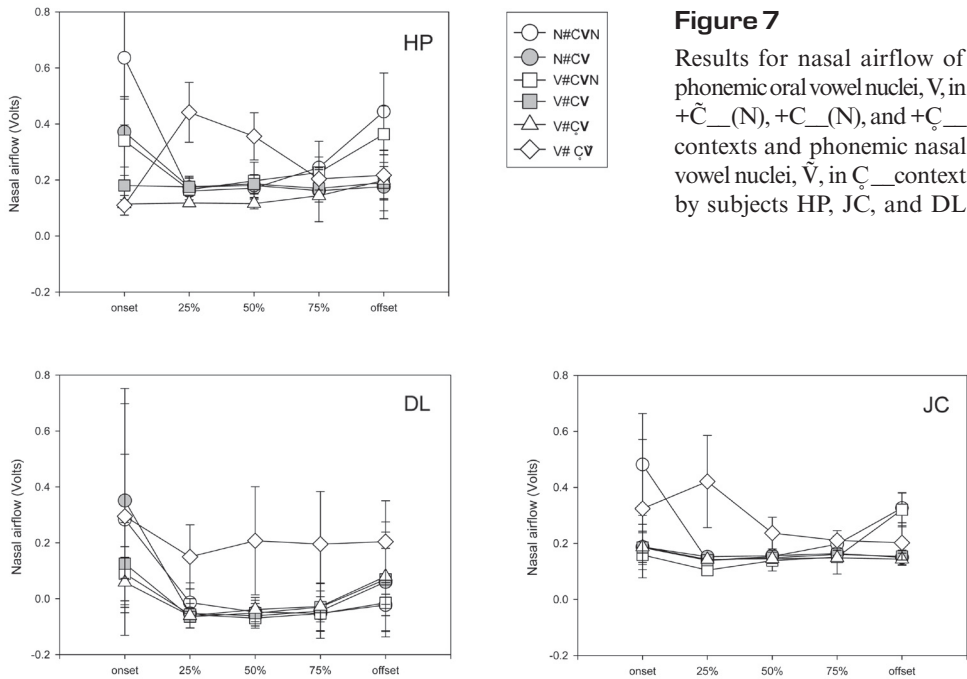 HP
0.8
0.6
0.4
0.2
0.0
-0.2
Nasal airflow (Volts)
onset 25% 50% 75% offset
N#CVN
N#CV
V#CVN
V#CV
V#C̥V
V# C̥Ṽ
Figure 7
Results for nasal airflow of
phonemic oral vowel nuclei, V, in
+C̃__(N), +C__(N), and +C̥__
contexts and phonemic nasal
vowel nuclei, Ṽ, in C̥__context
by subjects HP, JC, and DL
DL
0.8
0.6
0.4
0.2
0.0
-0.2
Nasal airflow (Volts)
onset 25% 50% 75% offset
JC
0.8
0.6
0.4
0.2
0.0
-0.2
Nasal airflow (Volts)
onset 25% 50% 75% offset